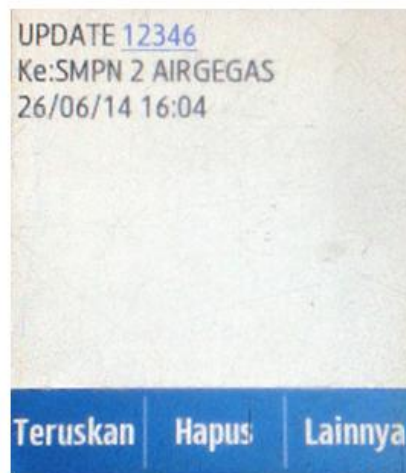 UPDATE 12346
Ke:SMPN 2 AIRGEGAS
26/06/14 16:04
Teruskan Hapus Lainnya